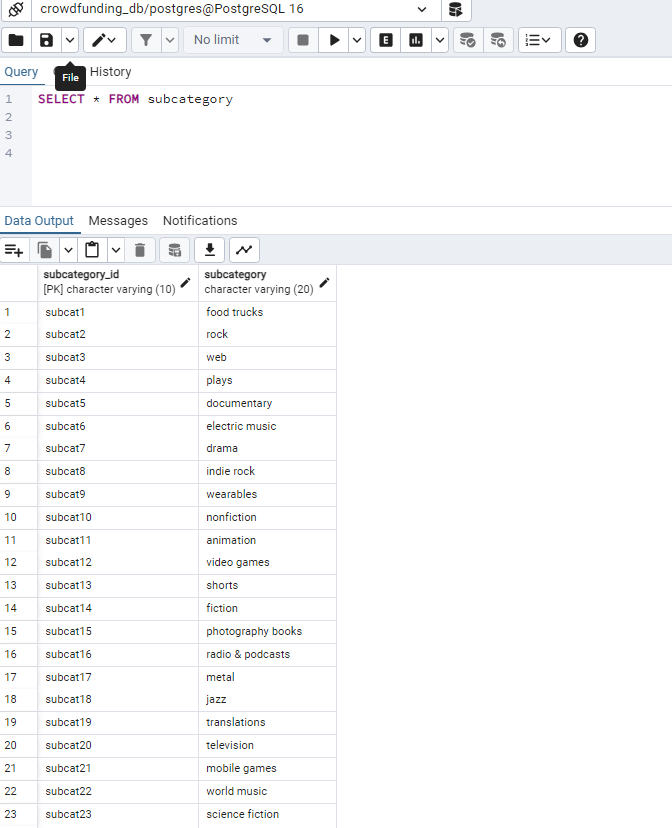 crowdfunding_db/postgres@PostgreSQL 16
No limit
E
Query
History
File
1 SELECT * FROM subcategory
2
3
4
Data Output Messages Notifications
subcategory_id subcategory
[PK] character varying (10) character varying (20)
1 subcat1 food trucks
2 subcat2 rock
3 subcat3 web
4 subcat4 plays
5 subcat5 documentary
6 subcat6 electric music
7 subcat7 drama
8 subcat8 indie rock
9 subcat9 wearables
10 subcat10 nonfiction
11 subcat11 animation
12 subcat12 video games
13 subcat13 shorts
14 subcat14 fiction
15 subcat15 photography books
16 subcat16 radio & podcasts
17 subcat17 metal
18 subcat18 jazz
19 subcat19 translations
20 subcat20 television
21 subcat21 mobile games
22 subcat22 world music
23 subcat23 science fiction